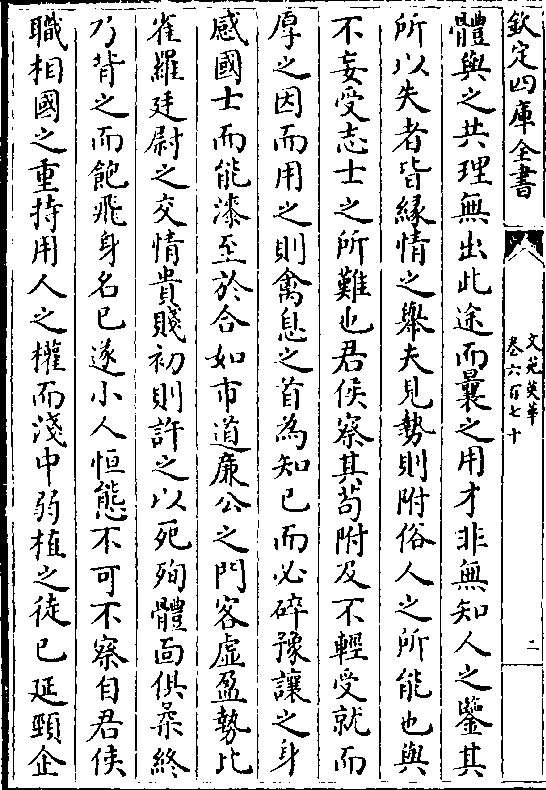 欽定四庫全書
文苑英華
卷六百七十
二
體與之共理無出此途而曩之用才非無知人之鑒其
所以失者皆縁情之舉夫見勢則附俗人之所能也與
不妄受志士之所難也君侯察其苟附及不輕受就而
厚之因而用之則禽息之首為知已而必碎豫讓之身
感國士而能漆至於合如市道亷公之門客虚盈勢比
雀羅廷尉之交情貴賤初則許之以死殉體面俱柔終
乃背之而飽飛身名已遂小人恒態不可不察自君侯
職相國之重持用人之權而淺中弱植之徒已延頸企